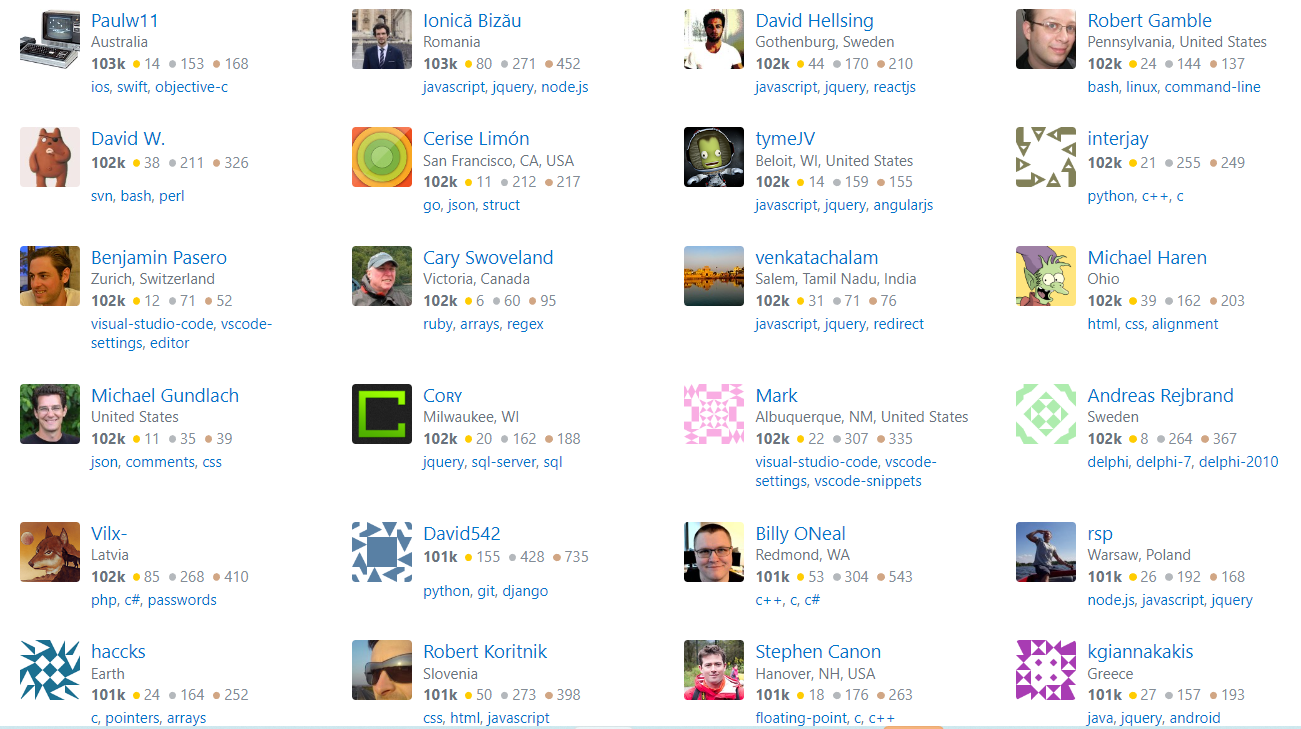 Paulw11
Australia
103k 14 153 168
ios, swift, objective-c
Ionică Bizău
Romania
103k 80 271 452
javascript, jquery, node.js
David Hellsing
Gothenburg, Sweden
102k 44 170 210
javascript, jquery, reactjs
Robert Gamble
Pennsylvania, United States
102k 24 144 137
bash, linux, command-line
David W.
102k 38 211 326
svn, bash, perl
Cerise Limón
San Francisco, CA, USA
102k 11 212 217
go, json, struct
tymeJV
Beloit, WI, United States
102k 14 159 155
javascript, jquery, angularjs
interjay
102k 21 255 249
python, c++, c
Benjamin Pasero
Zurich, Switzerland
102k 12 71 52
visual-studio-code, vscode-
settings, editor
Cary Swoveland
Victoria, Canada
102k 6 60 95
ruby, arrays, regex
venkatachalam
Salem, Tamil Nadu, India
102k 31 71 76
javascript, jquery, redirect
Michael Haren
Ohio
102k 39 162 203
html, css, alignment
Michael Gundlach
United States
102k 11 35 39
json, comments, css
Cᴏʀʏ
Milwaukee, WI
102k 20 162 188
jquery, sql-server, sql
Mark
Albuquerque, NM, United States
102k 22 307 335
visual-studio-code, vscode-
settings, vscode-snippets
Andreas Rejbrand
Sweden
102k 8 264 367
delphi, delphi-7, delphi-2010
Vilx-
Latvia
102k 85 268 410
php, c#, passwords
David542
101k 155 428 735
python, git, django
Billy ONeal
Redmond, WA
101k 53 304 543
c++, c, c#
rsp
Warsaw, Poland
101k 26 192 168
node.js, javascript, jquery
haccks
Earth
101k 24 164 252
c, pointers, arrays
Robert Koritnik
Slovenia
101k 50 273 398
css, html, javascript
Stephen Canon
Hanover, NH, USA
101k 18 176 263
floating-point, c, c++
kgiannakakis
Greece
101k 27 157 193
java, jquery, android